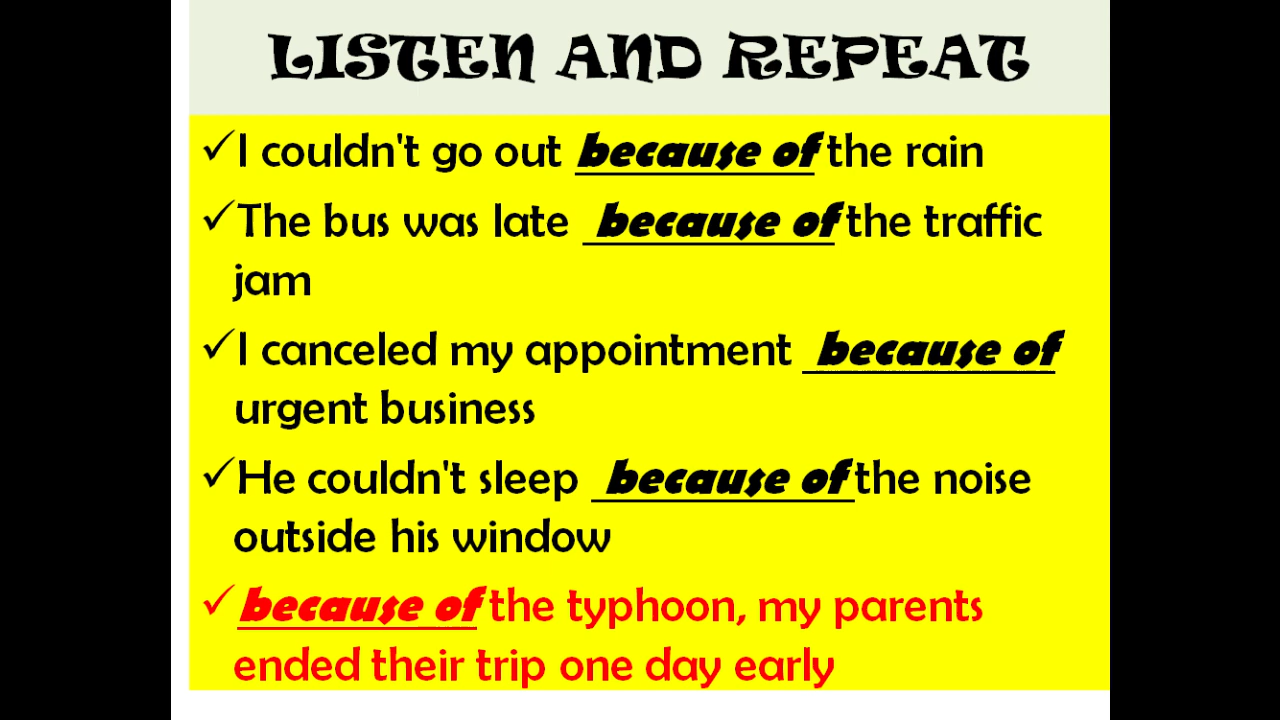 LISTEN AND REPEAT
✓I couldn't go out because of the rain
✓The bus was late because of the traffic
jam
✓I canceled my appointment because of
urgent business
✓He couldn't sleep because of the noise
outside his window
✓because of the typhoon, my parents
ended their trip one day early